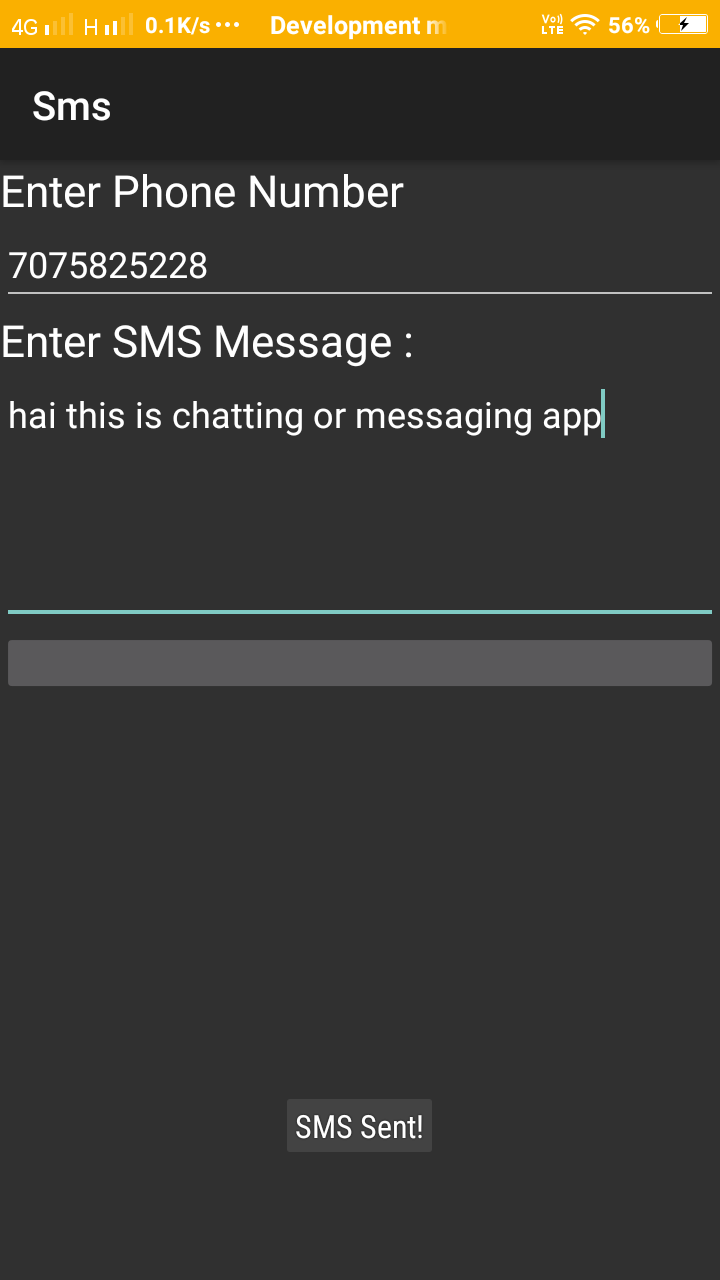 4G H 0.1K/s ... Development m Vo)) LTE 56%
Sms
Enter Phone Number
7075825228
Enter SMS Message :
hai this is chatting or messaging app
SMS Sent!